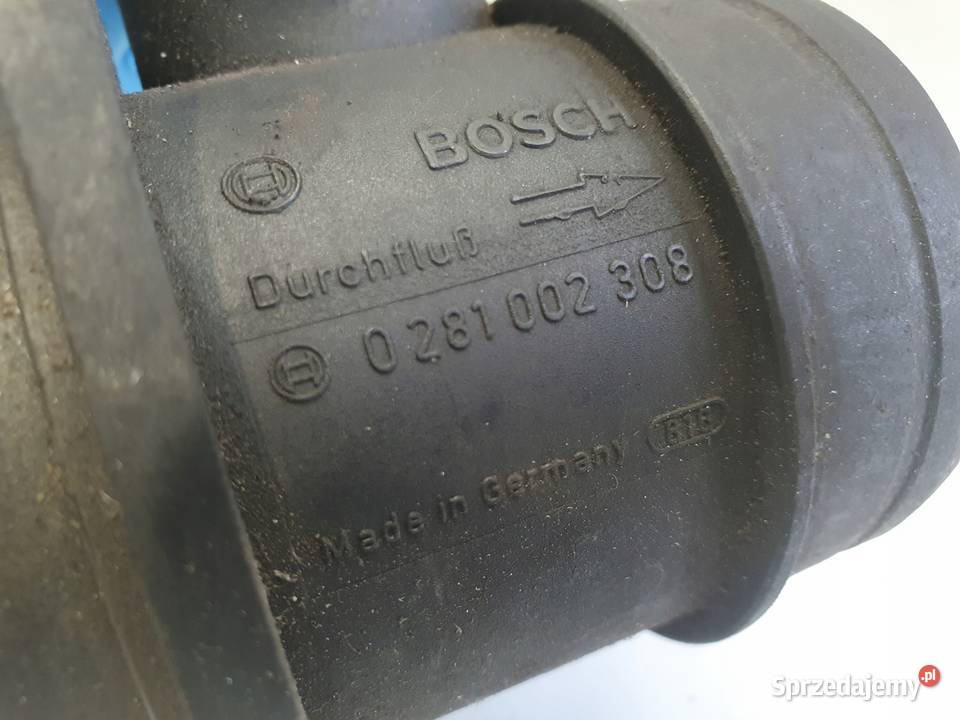 BOSCH
Durchfluß
0 281 002 308
Made in Germany
Sprzedajemy.pl